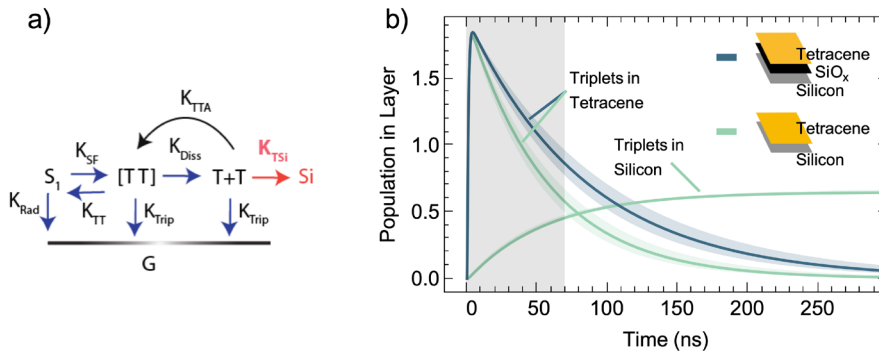 a)
K_TTA
K_SF
K_Diss
K_TSi
S_1
[T T]
T+T
Si
K_Rad
K_TT
K_Trip
K_Trip
G
b)
Population in Layer
1.5
1.0
0.5
0.0
Triplets in
Tetracene
Triplets in
Silicon
Tetracene
SiO_x
Silicon
Tetracene
Silicon
0
50
100
150
200
250
Time (ns)